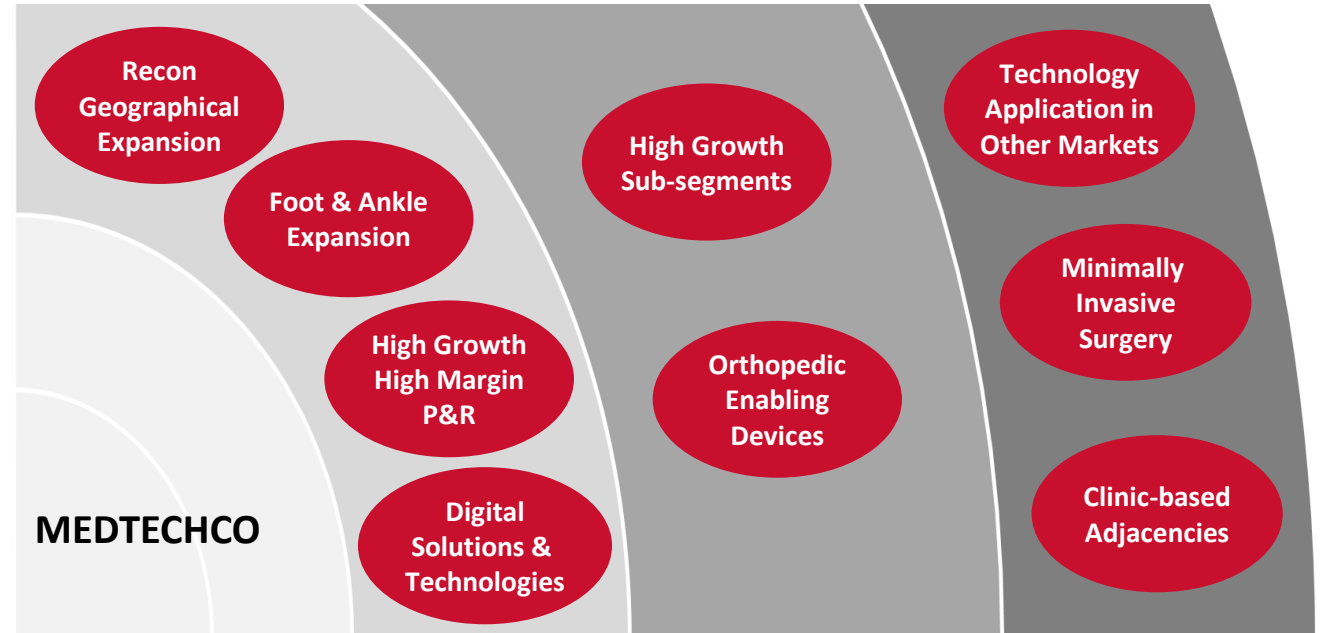 Recon
Geographical
Expansion
Foot & Ankle
Expansion
High Growth
High Margin
P&R
Digital
Solutions &
Technologies
MEDTECHCO
High Growth
Sub-segments
Orthopedic
Enabling
Devices
Technology
Application in
Other Markets
Minimally
Invasive
Surgery
Clinic-based
Adjacencies